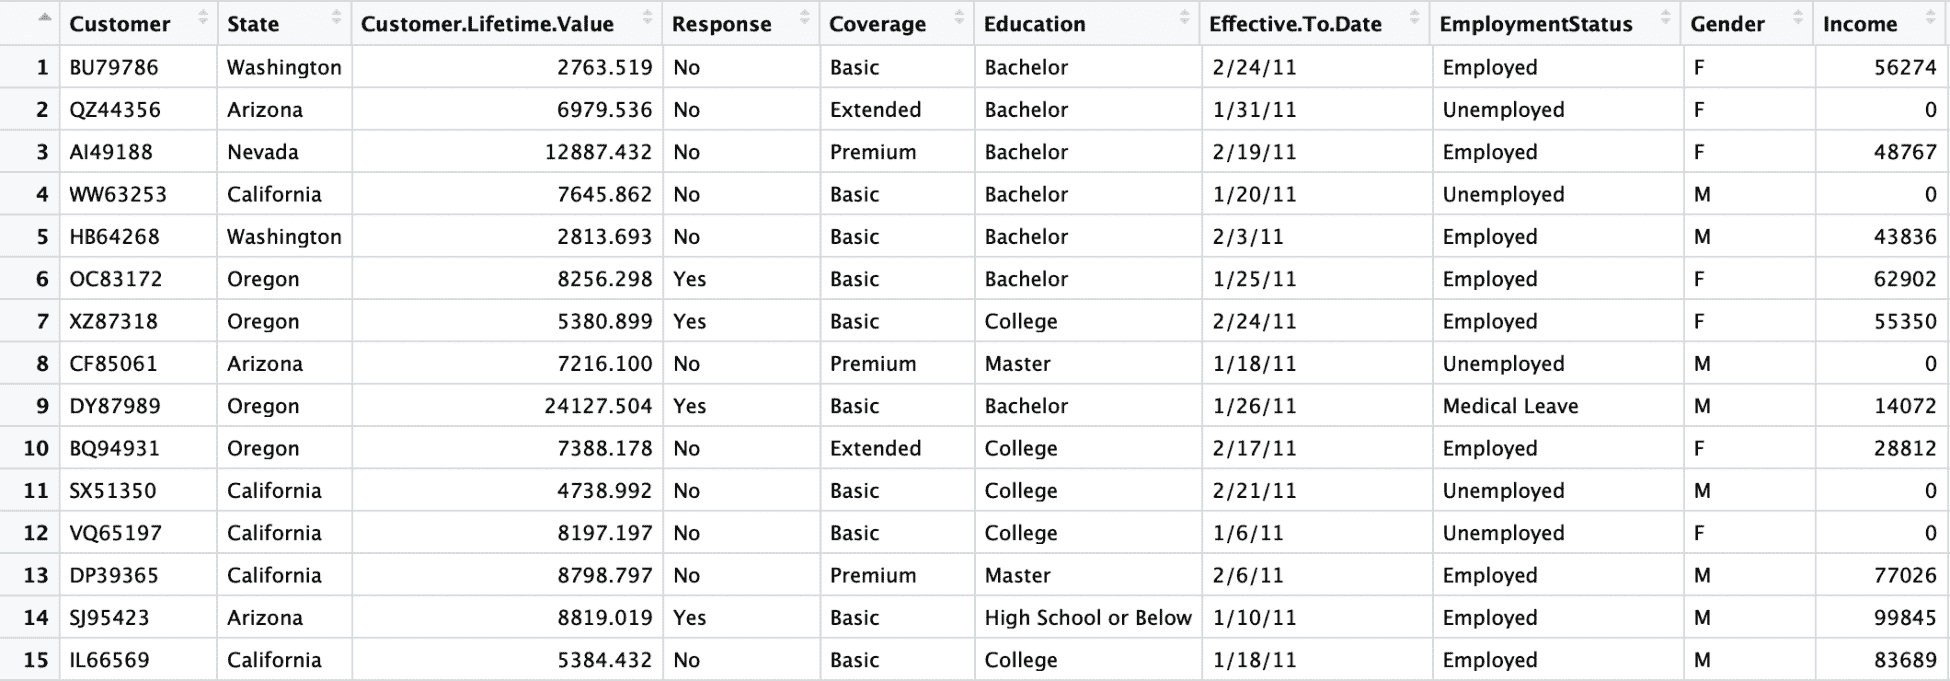 Customer State Customer.Lifetime.Value Response Coverage Education Effective.To.Date EmploymentStatus Gender Income
1 BU79786 Washington 2763.519 No Basic Bachelor 2/24/11 Employed F 56274
2 QZ44356 Arizona 6979.536 No Extended Bachelor 1/31/11 Unemployed F 0
3 AI49188 Nevada 12887.432 No Premium Bachelor 2/19/11 Employed F 48767
4 WW63253 California 7645.862 No Basic Bachelor 1/20/11 Unemployed M 0
5 HB64268 Washington 2813.693 No Basic Bachelor 2/3/11 Employed M 43836
6 OC83172 Oregon 8256.298 Yes Basic Bachelor 1/25/11 Employed F 62902
7 XZ87318 Oregon 5380.899 Yes Basic College 2/24/11 Employed F 55350
8 CF85061 Arizona 7216.100 No Premium Master 1/18/11 Unemployed M 0
9 DY87989 Oregon 24127.504 Yes Basic Bachelor 1/26/11 Medical Leave M 14072
10 BQ94931 Oregon 7388.178 No Extended College 2/17/11 Employed F 28812
11 SX51350 California 4738.992 No Basic College 2/21/11 Unemployed M 0
12 VQ65197 California 8197.197 No Basic College 1/6/11 Unemployed F 0
13 DP39365 California 8798.797 No Premium Master 2/6/11 Employed M 77026
14 SJ95423 Arizona 8819.019 Yes Basic High School or Below 1/10/11 Employed M 99845
15 IL66569 California 5384.432 No Basic College 1/18/11 Employed M 83689